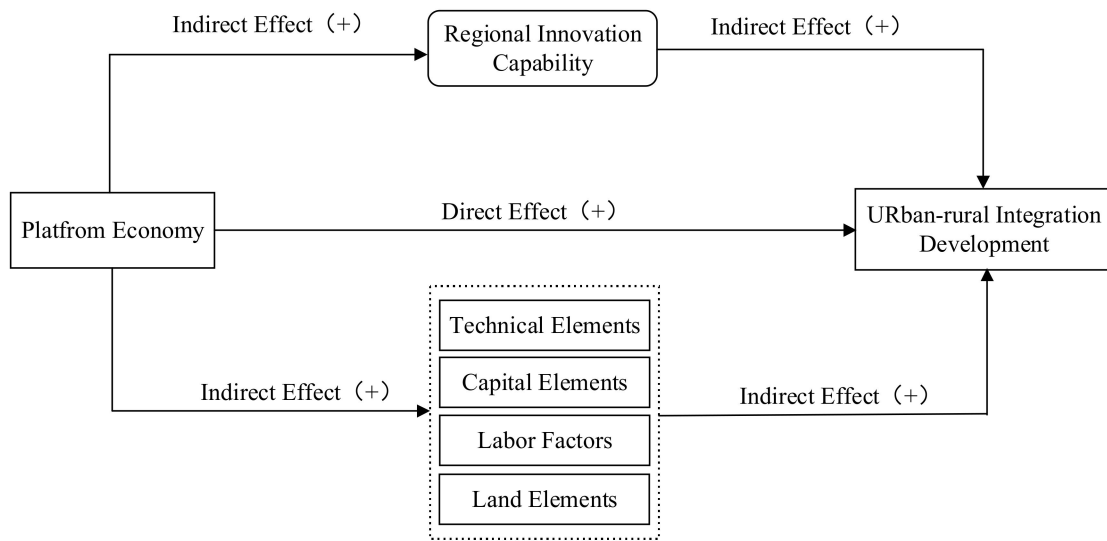 Indirect Effect（+）
Regional Innovation
Capability
Indirect Effect（+）
Platfrom Economy
Direct Effect（+）
URban-rural Integration
Development
Indirect Effect（+）
Technical Elements
Capital Elements
Labor Factors
Land Elements
Indirect Effect（+）